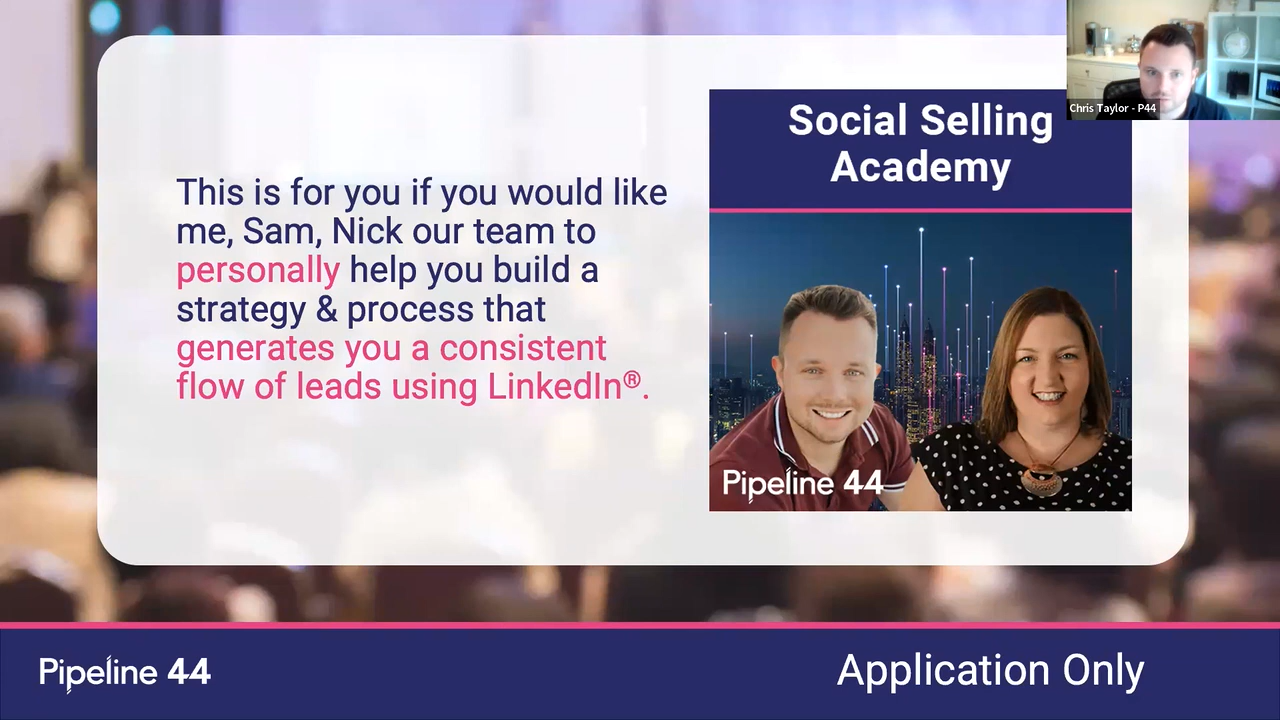 Chris Taylor - P44
Social Selling
Academy
This is for you if you would like
me, Sam, Nick our team to
personally help you build a
strategy & process that
generates you a consistent
flow of leads using LinkedIn®.
Pipeline 44
Pipeline 44
Application Only